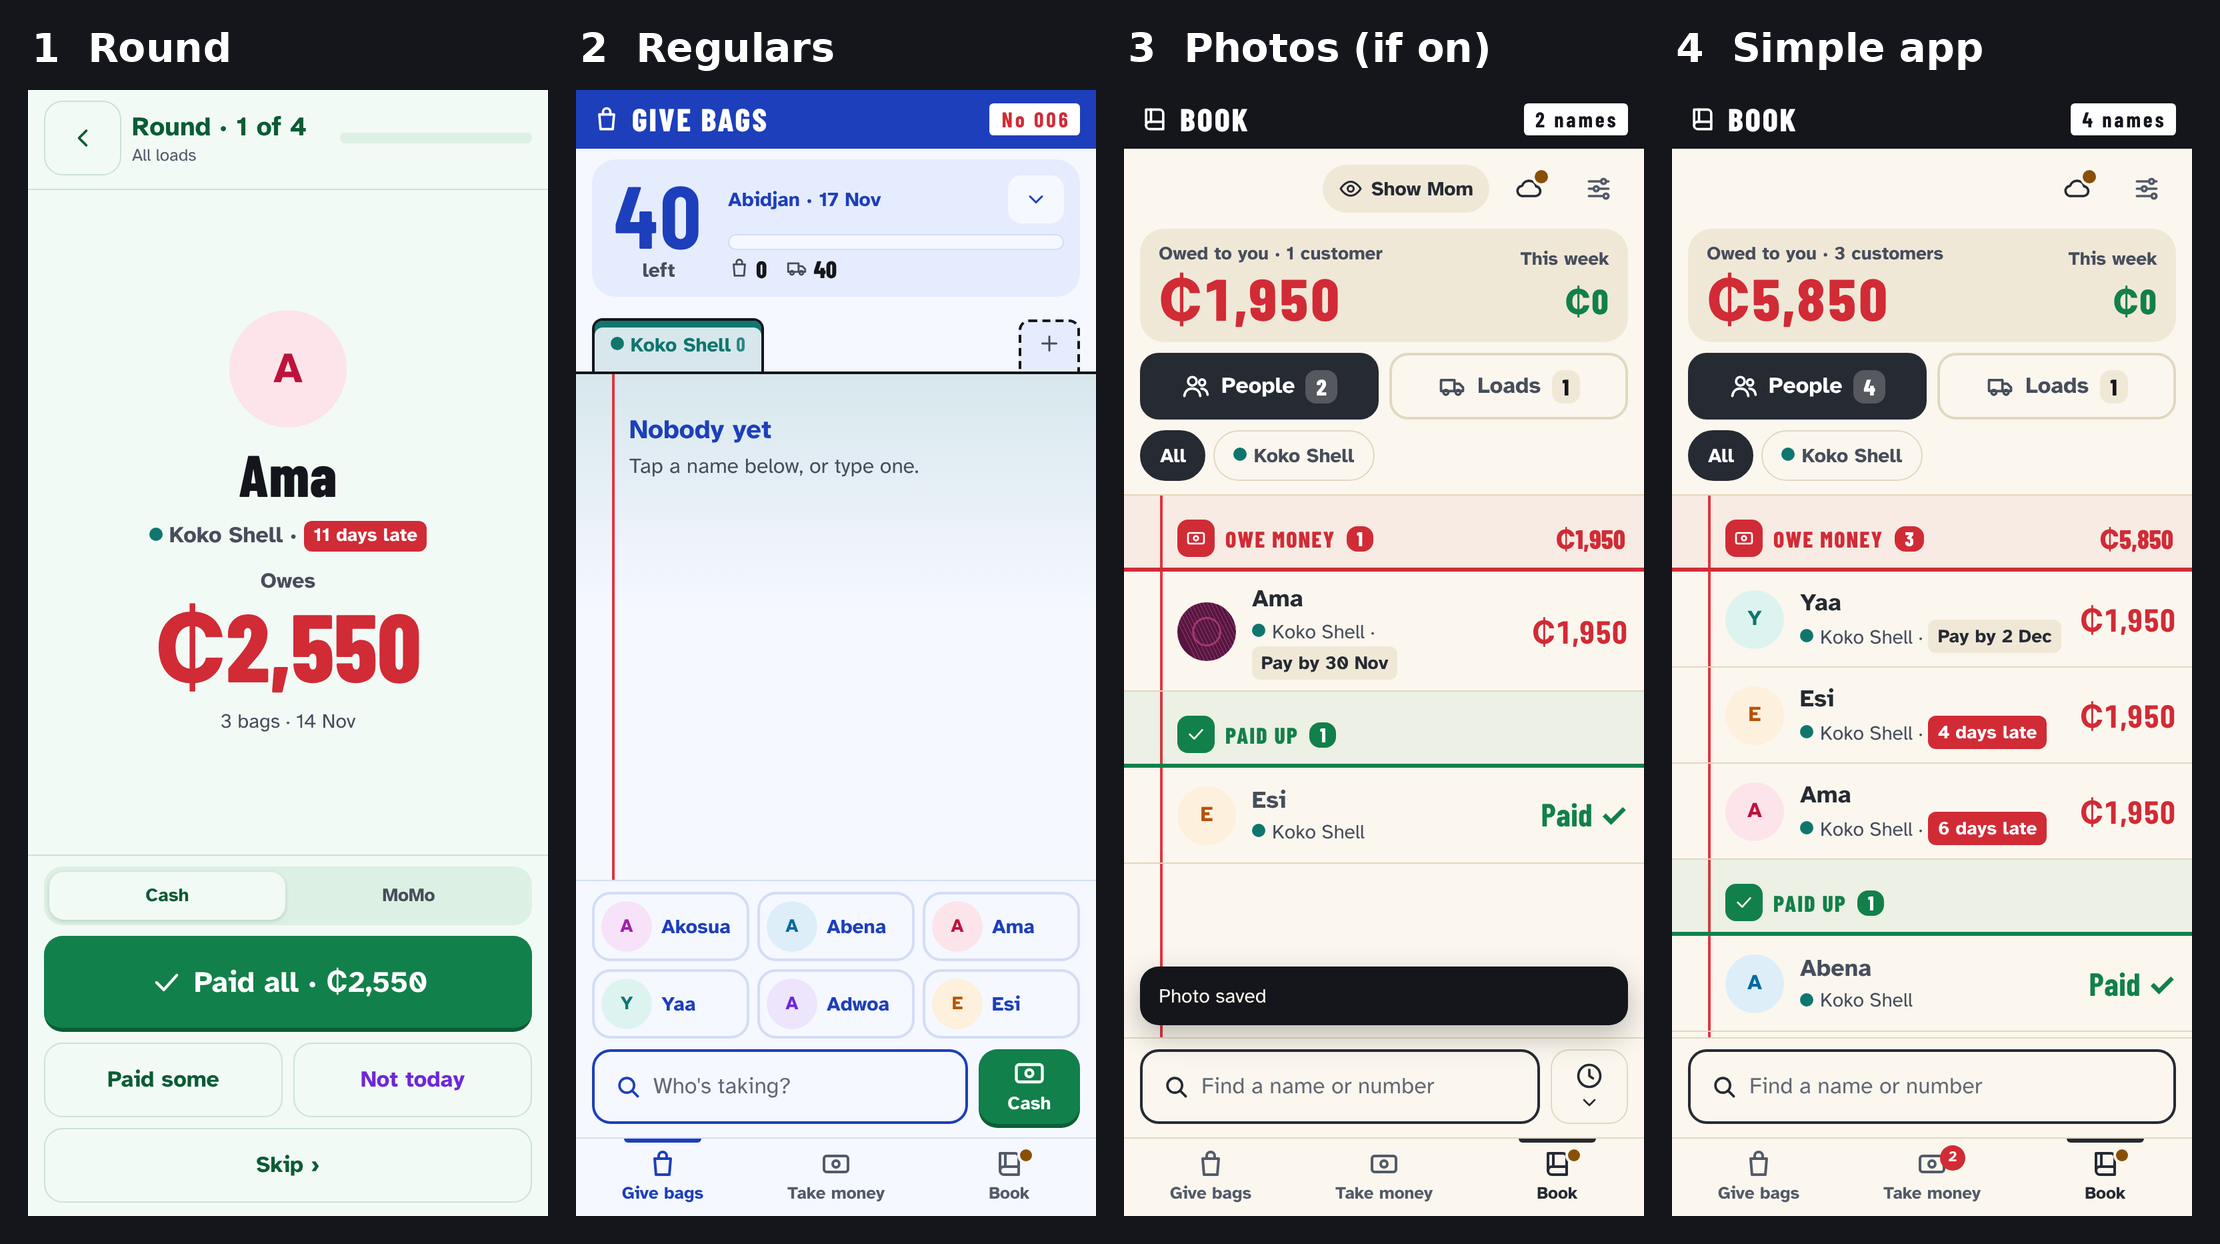 1 Round
Round · 1 of 4
All loads
A
Ama
Koko Shell · 11 days late
Owes
₵2,550
3 bags · 14 Nov
Cash MoMo
Paid all · ₵2,550
Paid some Not today
Skip ›
2 Regulars
GIVE BAGS No 006
40 left
Abidjan · 17 Nov
0 40
Koko Shell 0 +
Nobody yet
Tap a name below, or type one.
A Akosua A Abena A Ama
Y Yaa A Adwoa E Esi
Who's taking? Cash
Give bags Take money Book
3 Photos (if on)
BOOK 2 names
Show Mom
Owed to you · 1 customer This week
₵1,950 ₵0
People 2 Loads 1
All Koko Shell
OWE MONEY 1 ₵1,950
Ama
Koko Shell · ₵1,950
Pay by 30 Nov
PAID UP 1
E Esi Paid
Koko Shell
Photo saved
Find a name or number
Give bags Take money Book
4 Simple app
BOOK 4 names
Owed to you · 3 customers This week
₵5,850 ₵0
People 4 Loads 1
All Koko Shell
OWE MONEY 3 ₵5,850
Y Yaa ₵1,950
Koko Shell · Pay by 2 Dec
E Esi ₵1,950
Koko Shell · 4 days late
A Ama ₵1,950
Koko Shell · 6 days late
PAID UP 1
A Abena Paid
Koko Shell
Find a name or number
Give bags Take money 2 Book